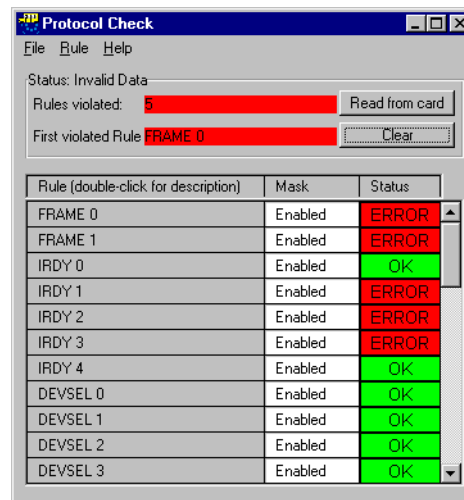 Protocol Check
File Rule Help
Status: Invalid Data
Rules violated: 5 Read from card
First violated Rule FRAME 0 Clear
Rule (double-click for description) Mask Status
FRAME 0 Enabled ERROR
FRAME 1 Enabled ERROR
IRDY 0 Enabled OK
IRDY 1 Enabled ERROR
IRDY 2 Enabled ERROR
IRDY 3 Enabled ERROR
IRDY 4 Enabled OK
DEVSEL 0 Enabled OK
DEVSEL 1 Enabled OK
DEVSEL 2 Enabled OK
DEVSEL 3 Enabled OK